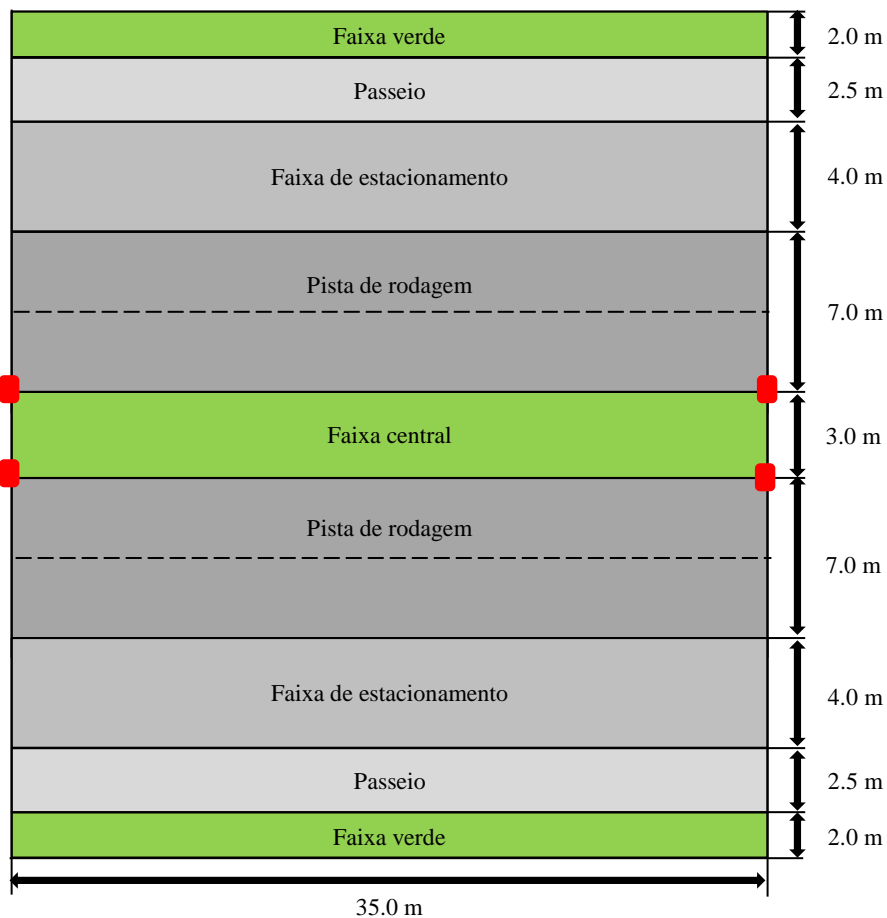 Faixa verde
2.0 m
Passeio
2.5 m
Faixa de estacionamento
4.0 m
Pista de rodagem
7.0 m
Faixa central
3.0 m
Pista de rodagem
7.0 m
Faixa de estacionamento
4.0 m
Passeio
2.5 m
Faixa verde
2.0 m
35.0 m